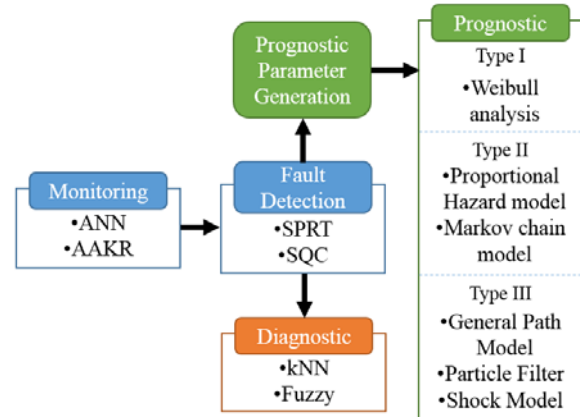 Monitoring
•ANN
•AAKR
Fault
Detection
•SPRT
•SQC
Diagnostic
•kNN
•Fuzzy
Prognostic
Parameter
Generation
Prognostic
Type I
•Weibull
analysis
Type II
•Proportional
Hazard model
•Markov chain
model
Type III
•General Path
Model
•Particle Filter
•Shock Model